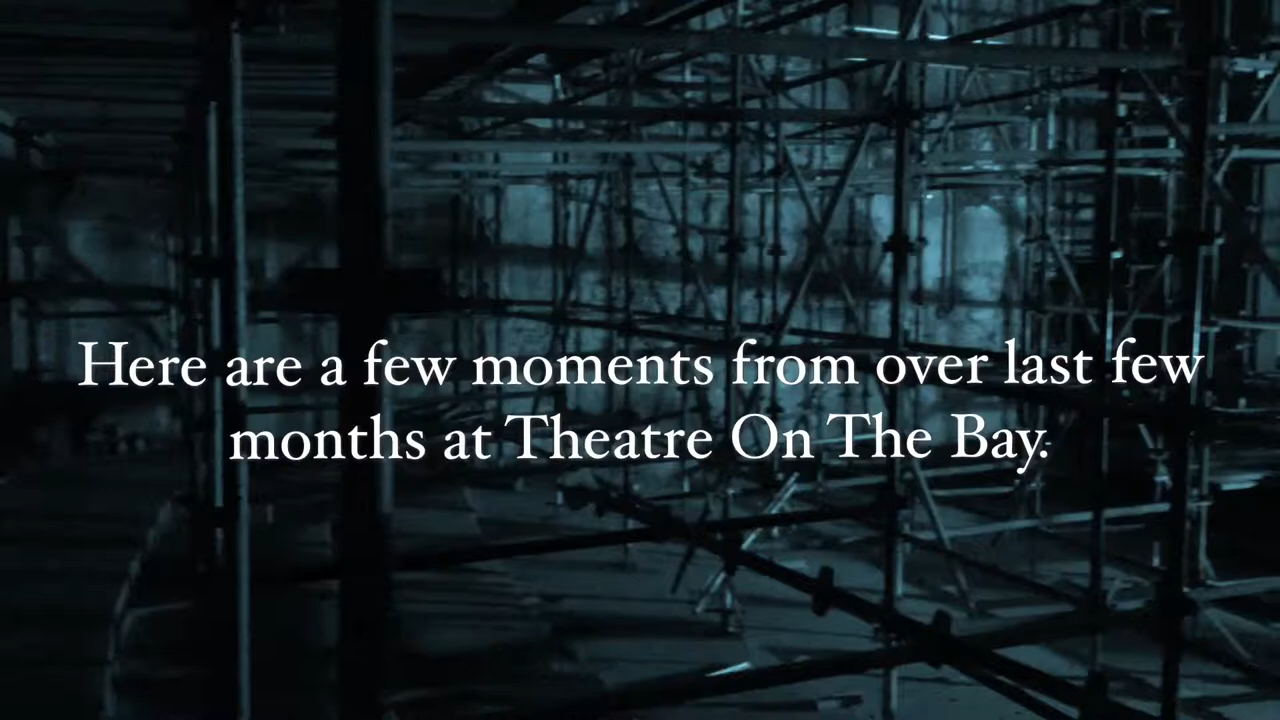 Here are a few moments from over last few
months at Theatre On The Bay.